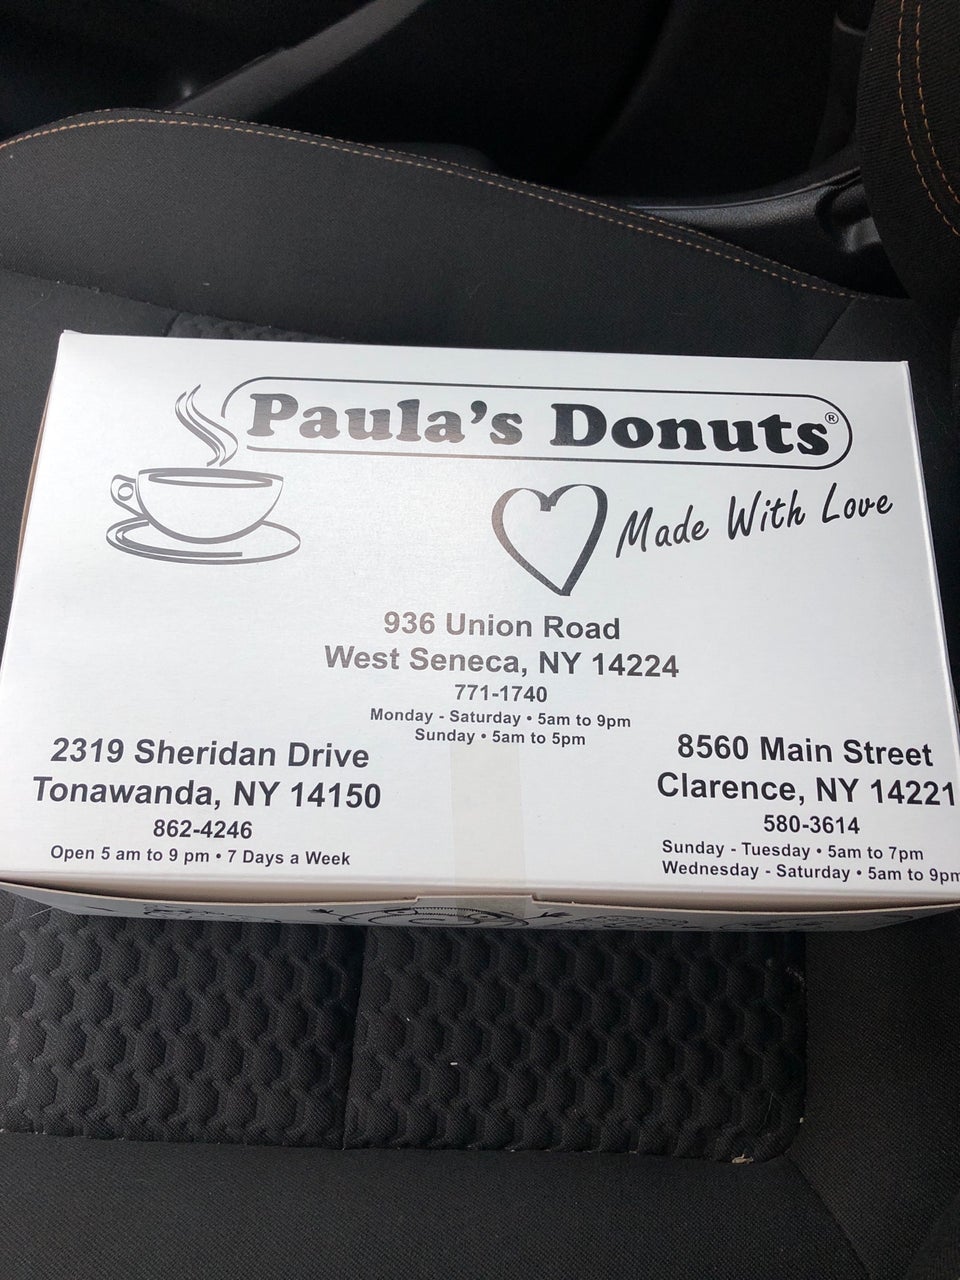 Paula's Donuts®
Made With Love
936 Union Road
West Seneca, NY 14224
771-1740
Monday - Saturday • 5am to 9pm
Sunday • 5am to 5pm
2319 Sheridan Drive
Tonawanda, NY 14150
862-4246
Open 5 am to 9 pm • 7 Days a Week
8560 Main Street
Clarence, NY 14221
580-3614
Sunday - Tuesday • 5am to 7pm
Wednesday - Saturday • 5am to 9pm